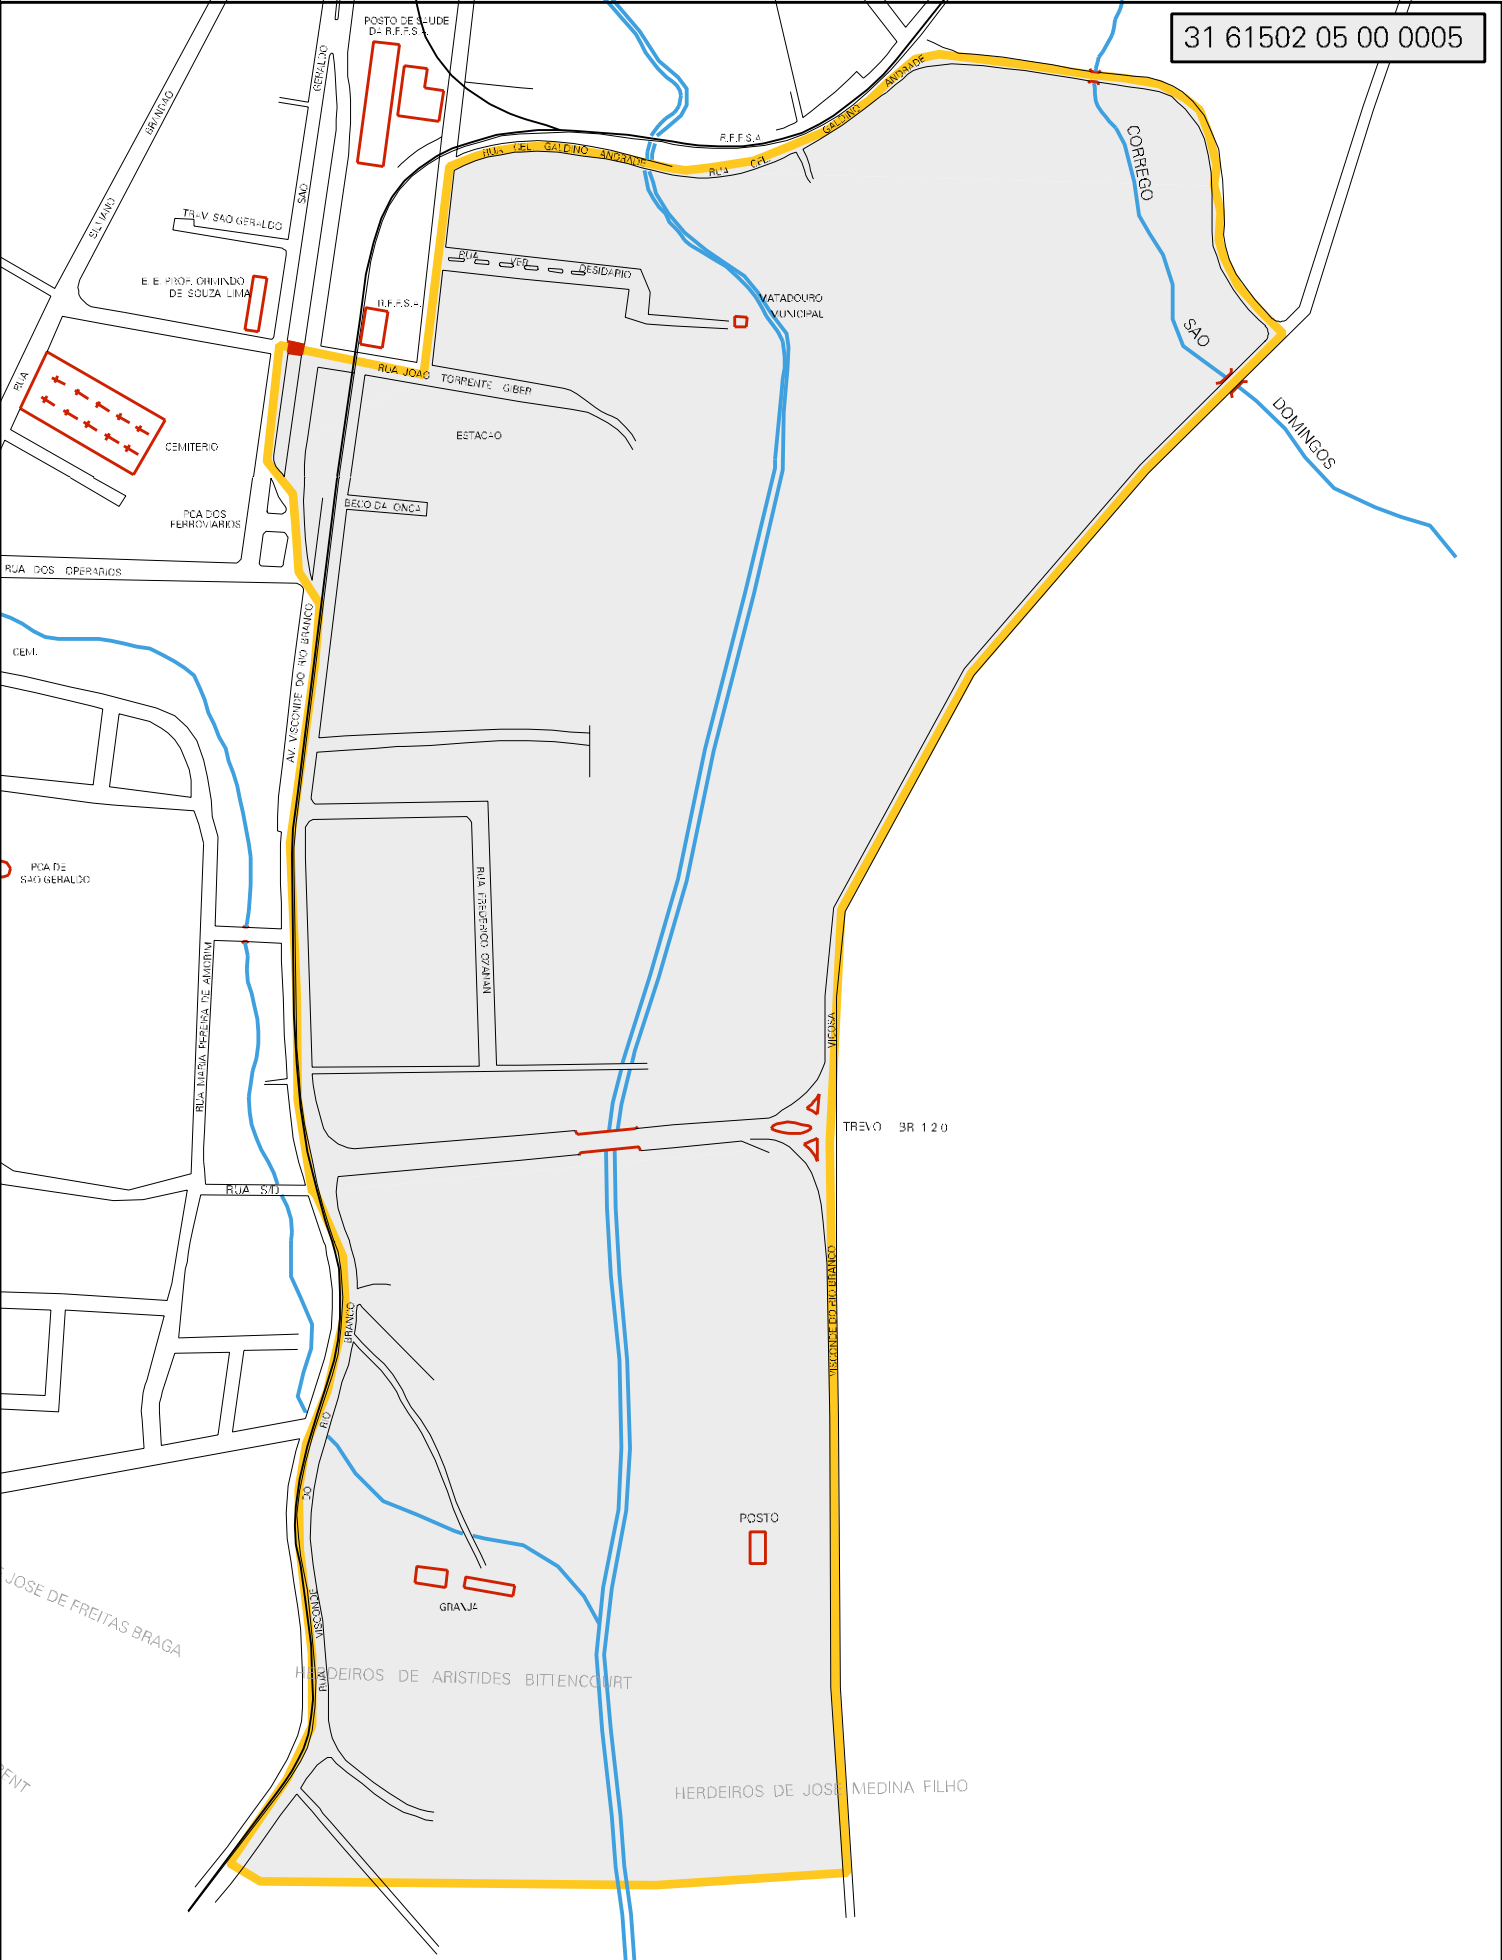 31 61502 05 00 0005
POSTO DE SAUDE
DA R.F.F.S.A.
GERALDO
SAO
BRANDAO
SILVANO
RUA
R.F.F.S.A.
RUA CEL. GALDINO ANDRADE
RUA CEL.
GALDINO
ANDRADE
CORREGO
SAO
DOMINGOS
TRAV. SAO GERALDO
RUA VER. DESIDARIO
E. E. PROF. ORMINDO
DE SOUZA LIMA
R.F.F.S.A.
MATADOURO
MUNICIPAL
RUA JOAO TORRENTE GIBER
ESTACAO
CEMITERIO
BECO DA ONCA
PCA DOS
FERROVIARIOS
RUA DOS OPERARIOS
AV. VISCONDE DO RIO BRANCO
CEM.
PCA DE
SAO GERALDO
RUA FREDERICO OZANAN
RUA MARIA PEREIRA DE AMORIM
VICOSA
TREVO BR 120
RUA S/D
VISCONDE DO RIO BRANCO
BRANCO
RIO
DO
VISCONDE
RUA
POSTO
GRANJA
JOSE DE FREITAS BRAGA
HERDEIROS DE ARISTIDES BITTENCOURT
HERDEIROS DE JOSE MEDINA FILHO